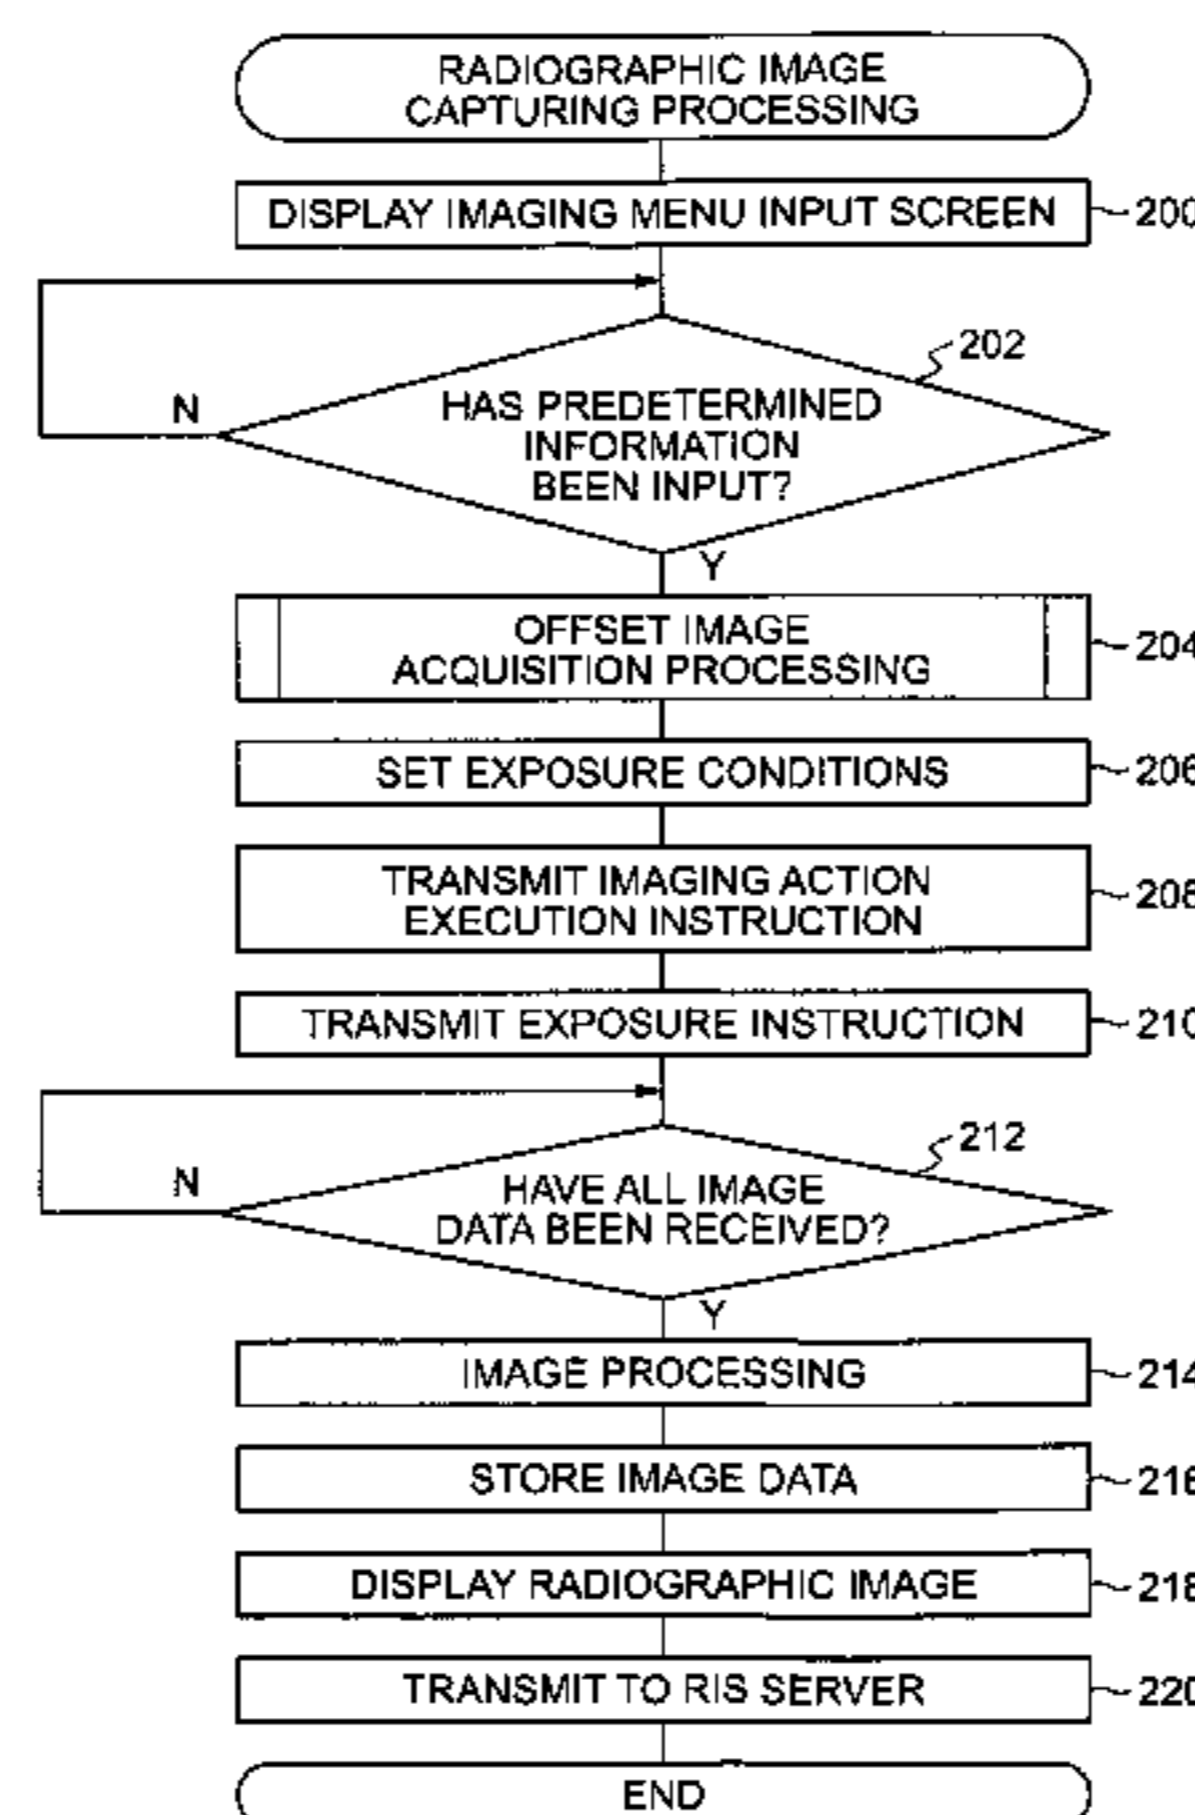 RADIOGRAPHIC IMAGE
CAPTURING PROCESSING
DISPLAY IMAGING MENU INPUT SCREEN
200
202
HAS PREDETERMINED
INFORMATION
BEEN INPUT?
N
Y
OFFSET IMAGE
ACQUISITION PROCESSING
204
SET EXPOSURE CONDITIONS
206
TRANSMIT IMAGING ACTION
EXECUTION INSTRUCTION
208
TRANSMIT EXPOSURE INSTRUCTION
210
212
HAVE ALL IMAGE
DATA BEEN RECEIVED?
N
Y
IMAGE PROCESSING
214
STORE IMAGE DATA
216
DISPLAY RADIOGRAPHIC IMAGE
218
TRANSMIT TO RIS SERVER
220
END